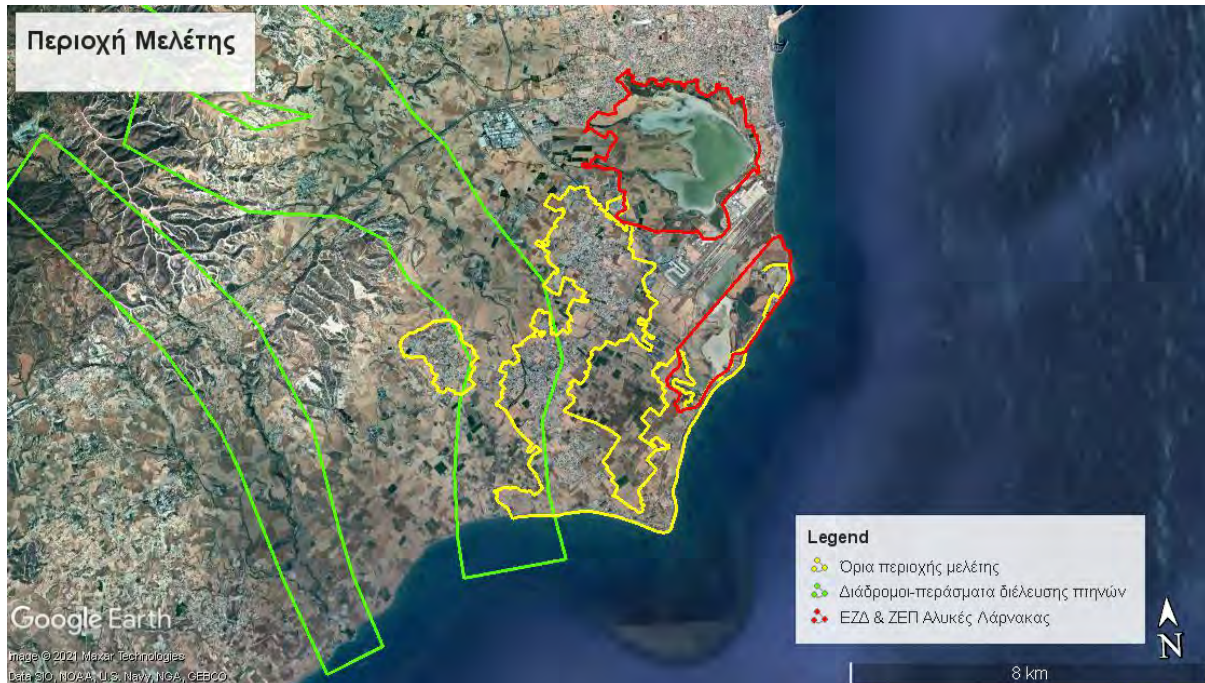 Περιοχή Μελέτης
Legend
Όρια περιοχής μελέτης
Διάδρομοι-περάσματα διέλευσης πτηνών
ΕΖΔ & ΖΕΠ Αλυκές Λάρνακας
N
8 km
Google Earth
Image © 2021 Maxar Technologies
Data SIO, NOAA, U.S. Navy, NGA, GEBCO